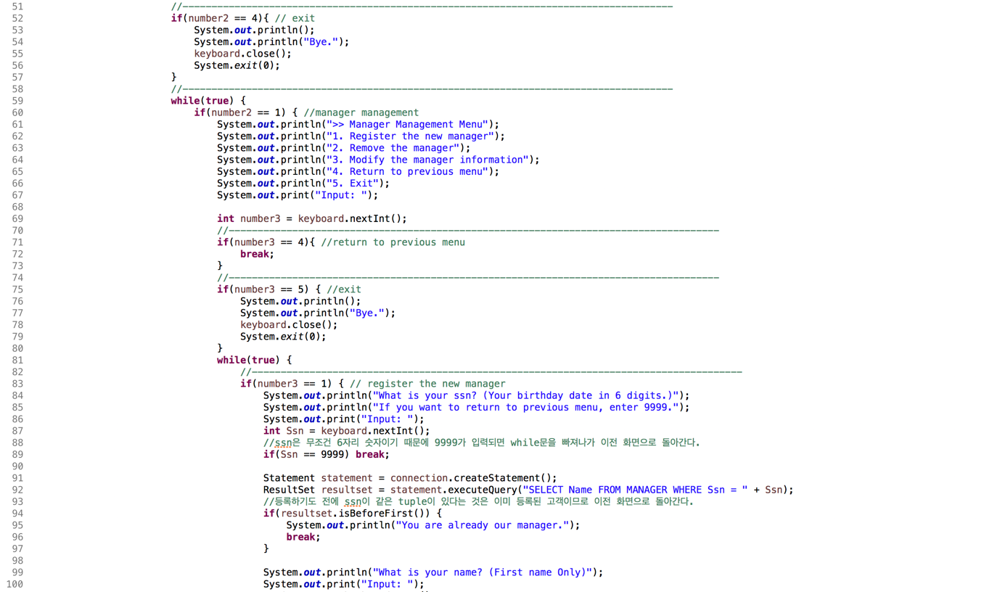 51 //-------------------------------------------------------------------------------------
52 if(number2 == 4){ // exit
53 System.out.println();
54 System.out.println("Bye.");
55 keyboard.close();
56 System.exit(0);
57 }
58 //-------------------------------------------------------------------------------------
59 while(true) {
60 if(number2 == 1) { //manager management
61 System.out.println(">> Manager Management Menu");
62 System.out.println("1. Register the new manager");
63 System.out.println("2. Remove the manager");
64 System.out.println("3. Modify the manager information");
65 System.out.println("4. Return to previous menu");
66 System.out.println("5. Exit");
67 System.out.print("Input: ");
68
69 int number3 = keyboard.nextInt();
70 //-------------------------------------------------------------------------------------
71 if(number3 == 4){ //return to previous menu
72 break;
73 }
74 //-------------------------------------------------------------------------------------
75 if(number3 == 5) { //exit
76 System.out.println();
77 System.out.println("Bye.");
78 keyboard.close();
79 System.exit(0);
80 }
81 while(true) {
82 //-------------------------------------------------------------------------------------
83 if(number3 == 1) { // register the new manager
84 System.out.println("What is your ssn? (Your birthday date in 6 digits.)");
85 System.out.println("If you want to return to previous menu, enter 9999.");
86 System.out.print("Input: ");
87 int Ssn = keyboard.nextInt();
88 //ssn은 무조건 6자리 숫자이기 때문에 9999가 입력되면 while문을 빠져나가 이전 화면으로 돌아간다.
89 if(Ssn == 9999) break;
90
91 Statement statement = connection.createStatement();
92 ResultSet resultset = statement.executeQuery("SELECT Name FROM MANAGER WHERE Ssn = " + Ssn);
93 //등록하기도 전에 ssn이 같은 tuple이 있다는 것은 이미 등록된 고객이므로 이전 화면으로 돌아간다.
94 if(resultset.isBeforeFirst()) {
95 System.out.println("You are already our manager.");
96 break;
97 }
98
99 System.out.println("What is your name? (First name Only)");
100 System.out.print("Input: ");